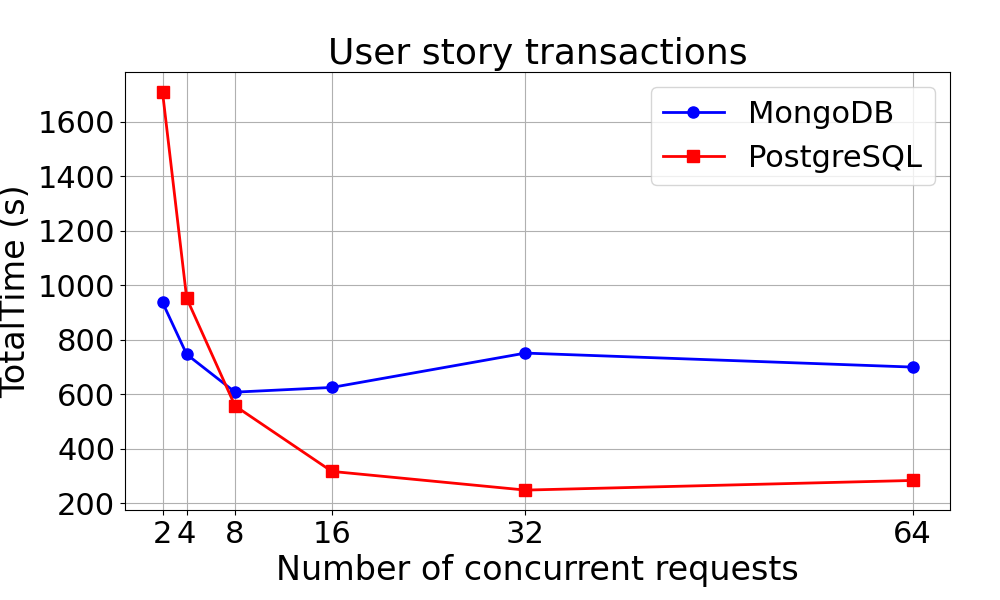 User story transactions
MongoDB
PostgreSQL
TotalTime (s)
1600
1400
1200
1000
800
600
400
200
2 4 8 16 32 64
Number of concurrent requests